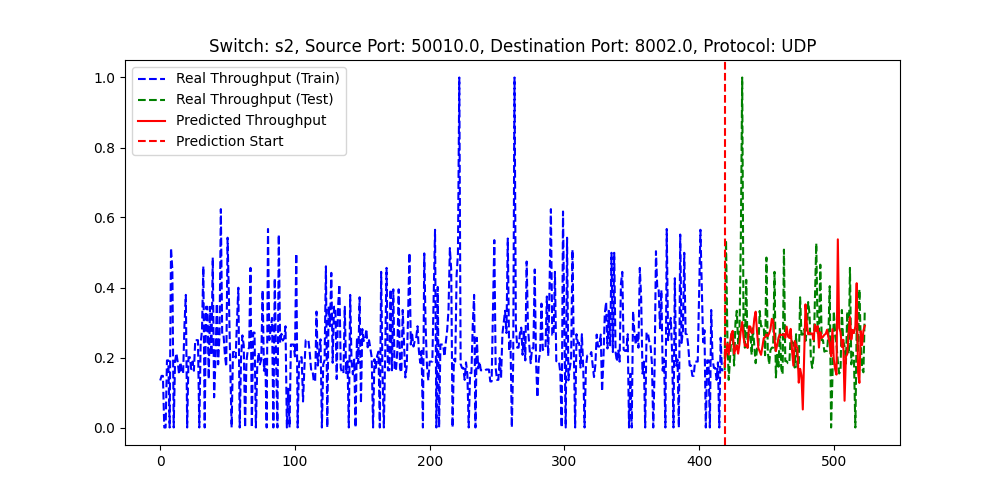 Switch: s2, Source Port: 50010.0, Destination Port: 8002.0, Protocol: UDP
Real Throughput (Train)
Real Throughput (Test)
Predicted Throughput
Prediction Start
1.0
0.8
0.6
0.4
0.2
0.0
0 100 200 300 400 500